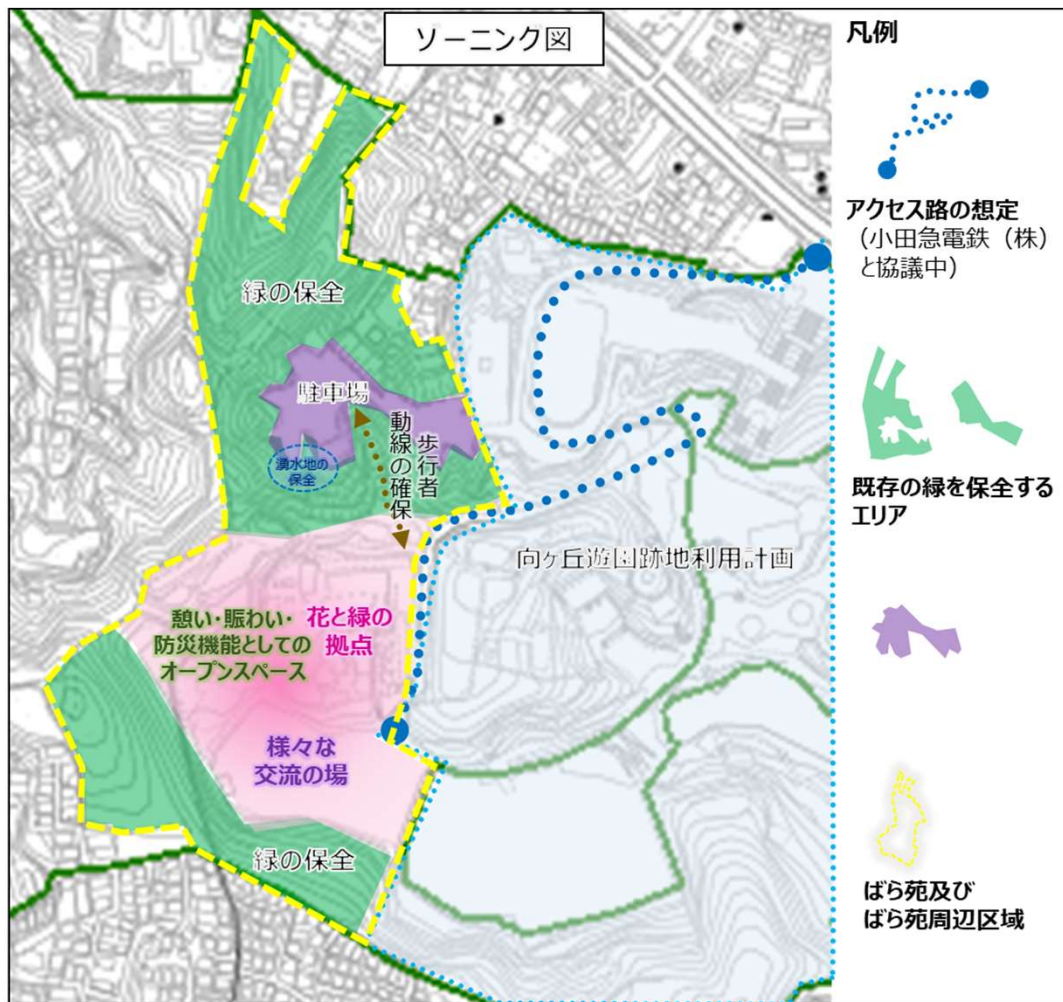 ゾーニング図
緑の保全
駐車場
湧水地の
保全
歩行者
動線の確保
向ヶ丘遊園跡地利用計画
憩い・賑わい・
防災機能としての
オープンスペース
花と緑の
拠点
様々な
交流の場
緑の保全
凡例
アクセス路の想定
（小田急電鉄（株）
と協議中）
既存の緑を保全する
エリア
ばら苑及び
ばら苑周辺区域